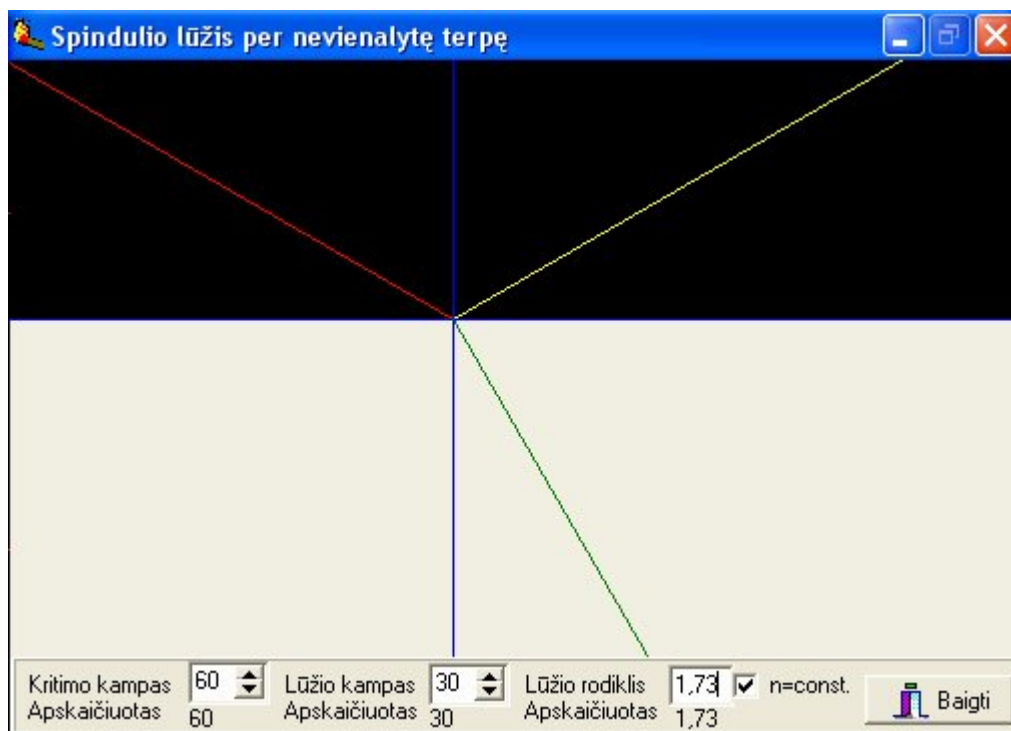 Spindulio lūžis per nevienalytę terpę
Kritimo kampas 60 Lūžio kampas 30 Lūžio rodiklis 1,73 n=const. Baigti
Apskaičiuotas 60 Apskaičiuotas 30 Apskaičiuotas 1,73